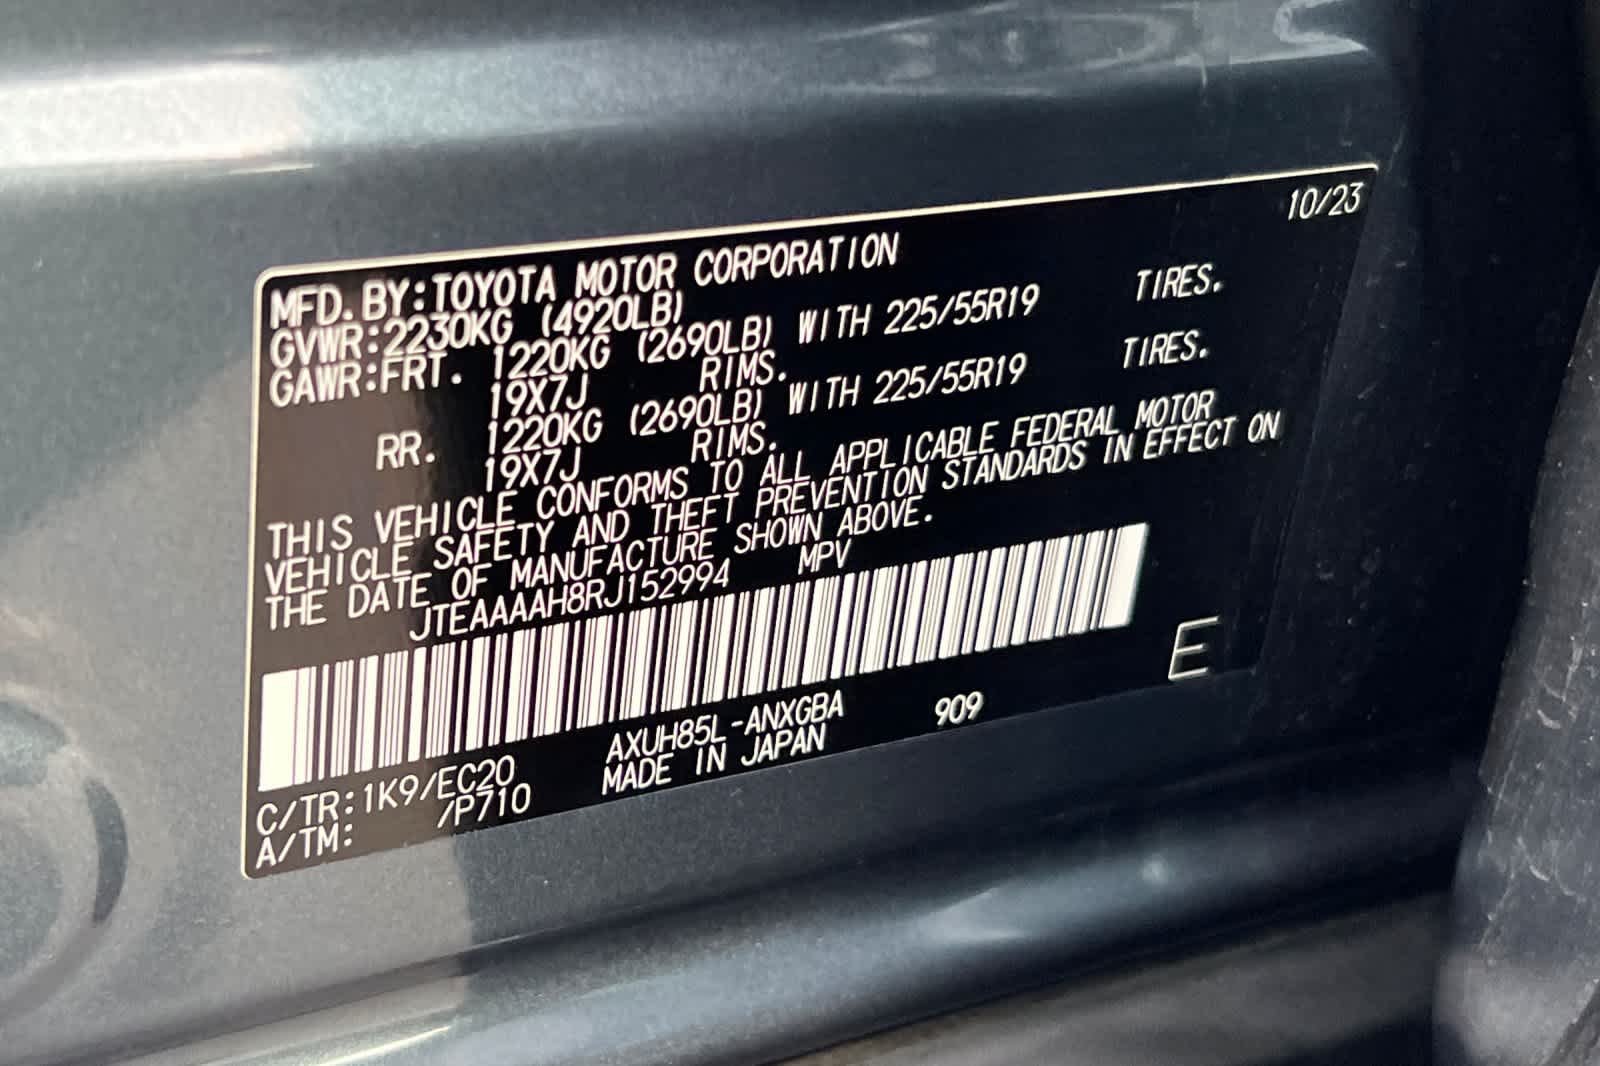 10/23
MFD. BY: TOYOTA MOTOR CORPORATION
GVWR: 2230KG (4920LB)
GAWR: FRT. 1220KG (2690LB) WITH 225/55R19 TIRES.
19X7J RIMS.
RR. 1220KG (2690LB) WITH 225/55R19 TIRES.
19X7J RIMS.
THIS VEHICLE CONFORMS TO ALL APPLICABLE FEDERAL MOTOR
VEHICLE SAFETY AND THEFT PREVENTION STANDARDS IN EFFECT ON
THE DATE OF MANUFACTURE SHOWN ABOVE.
JTEAAAAH8RJ152994 MPV
E
C/TR: 1K9/EC20 AXUH85L-ANXGBA 909
A/TM: /P710 MADE IN JAPAN